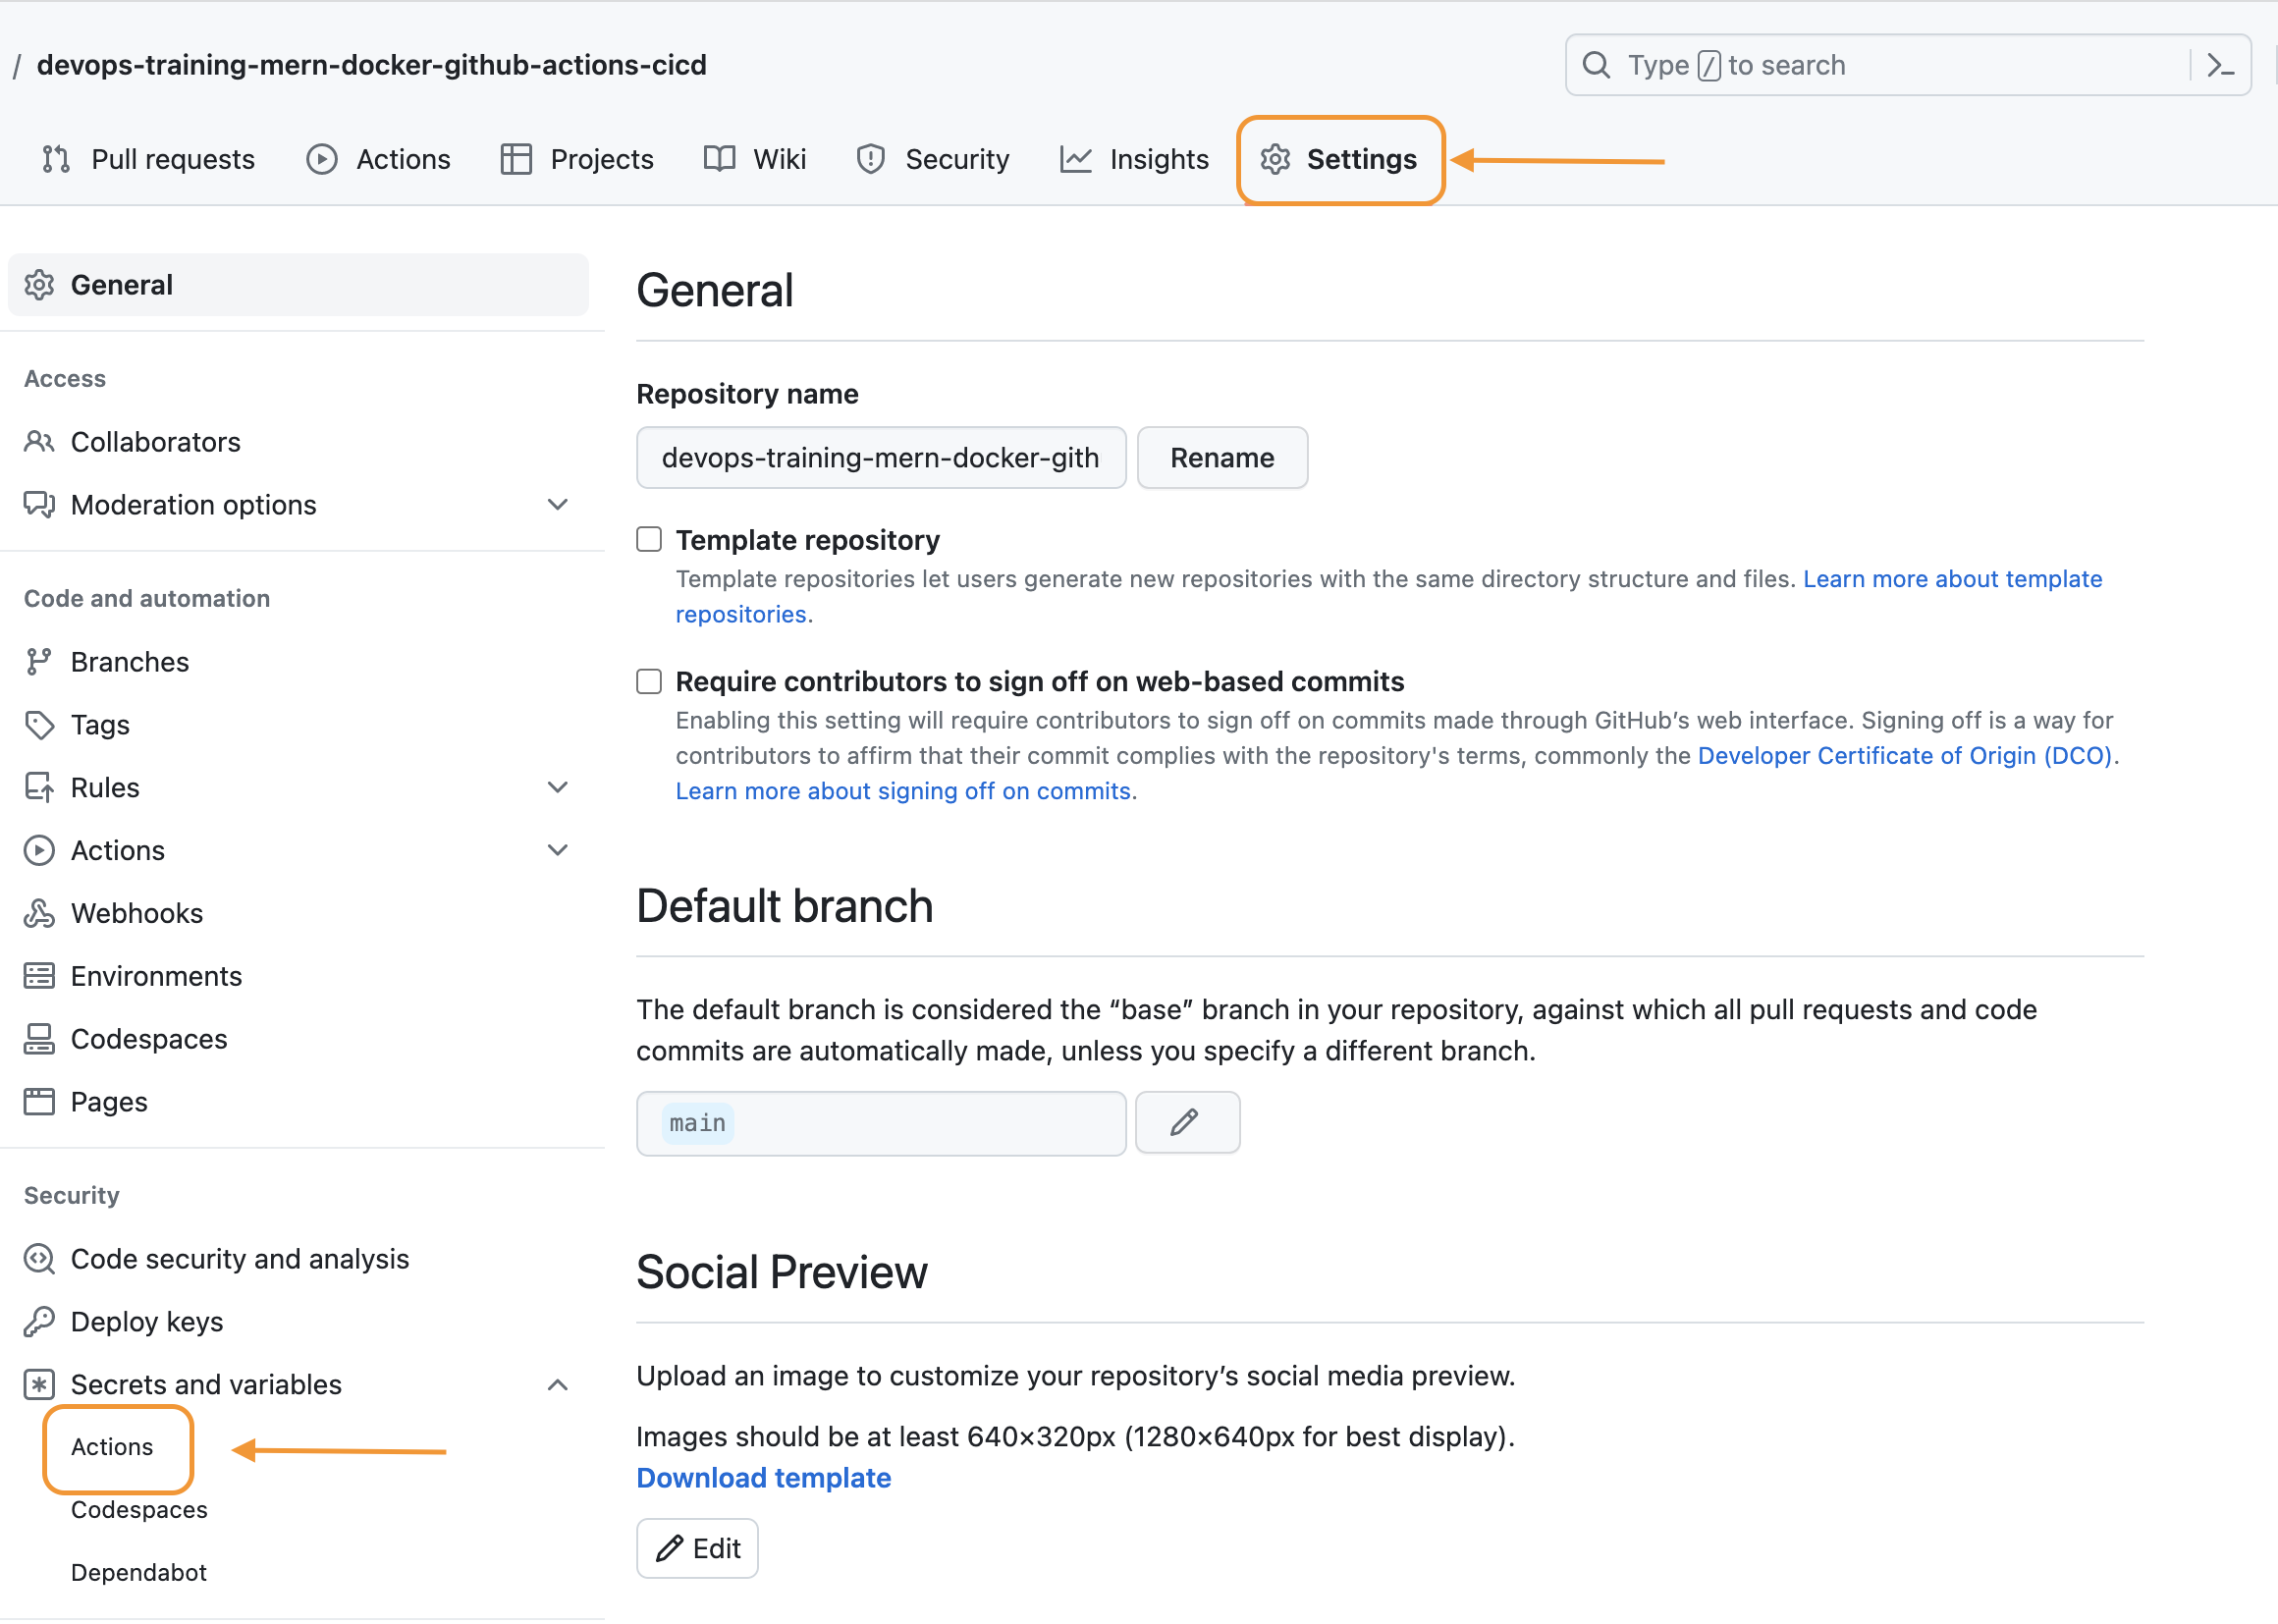 / devops-training-mern-docker-github-actions-cicd
Type / to search
Pull requests Actions Projects Wiki Security Insights Settings
General
Access
Collaborators
Moderation options
Code and automation
Branches
Tags
Rules
Actions
Webhooks
Environments
Codespaces
Pages
Security
Code security and analysis
Deploy keys
Secrets and variables
Actions
Codespaces
Dependabot
General
Repository name
devops-training-mern-docker-gith Rename
Template repository
Template repositories let users generate new repositories with the same directory structure and files. Learn more about template
repositories.
Require contributors to sign off on web-based commits
Enabling this setting will require contributors to sign off on commits made through GitHub’s web interface. Signing off is a way for
contributors to affirm that their commit complies with the repository's terms, commonly the Developer Certificate of Origin (DCO).
Learn more about signing off on commits.
Default branch
The default branch is considered the “base” branch in your repository, against which all pull requests and code
commits are automatically made, unless you specify a different branch.
main
Social Preview
Upload an image to customize your repository’s social media preview.
Images should be at least 640×320px (1280×640px for best display).
Download template
Edit